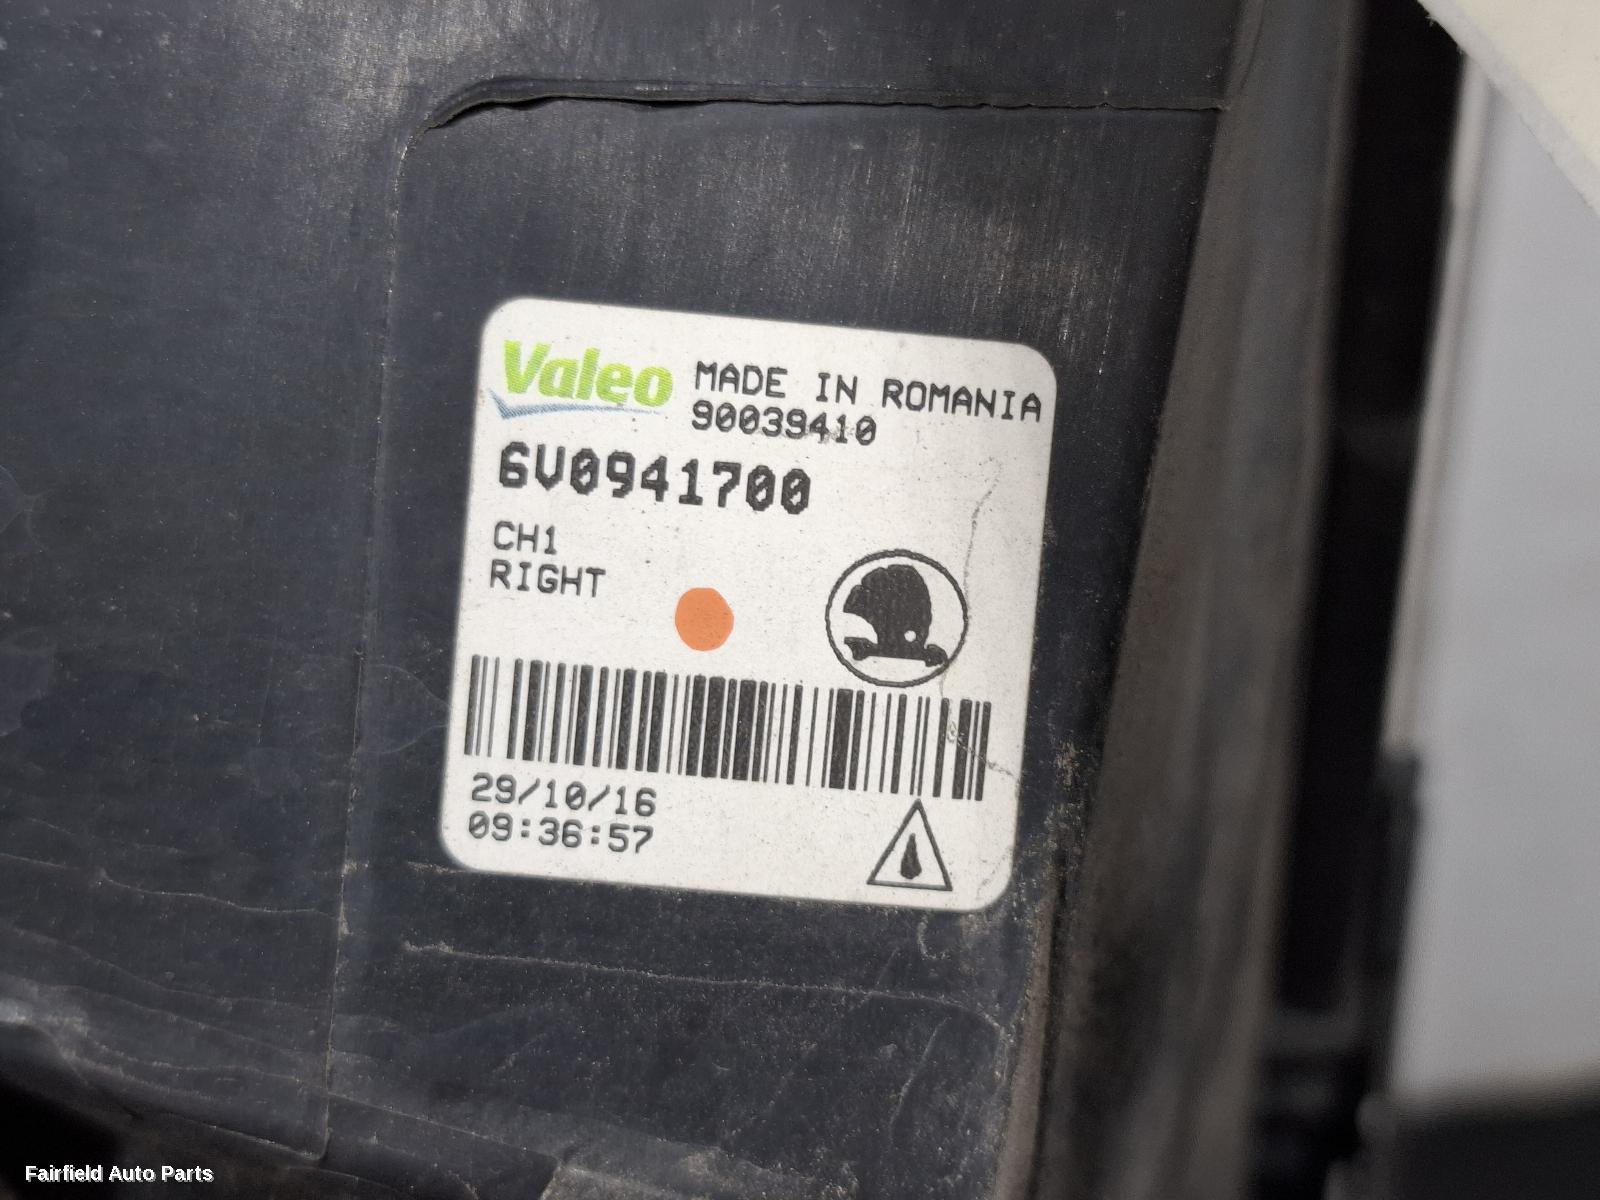 Valeo MADE IN ROMANIA
90039410
6V0941700
CH1
RIGHT
29/10/16
09:36:57
Fairfield Auto Parts